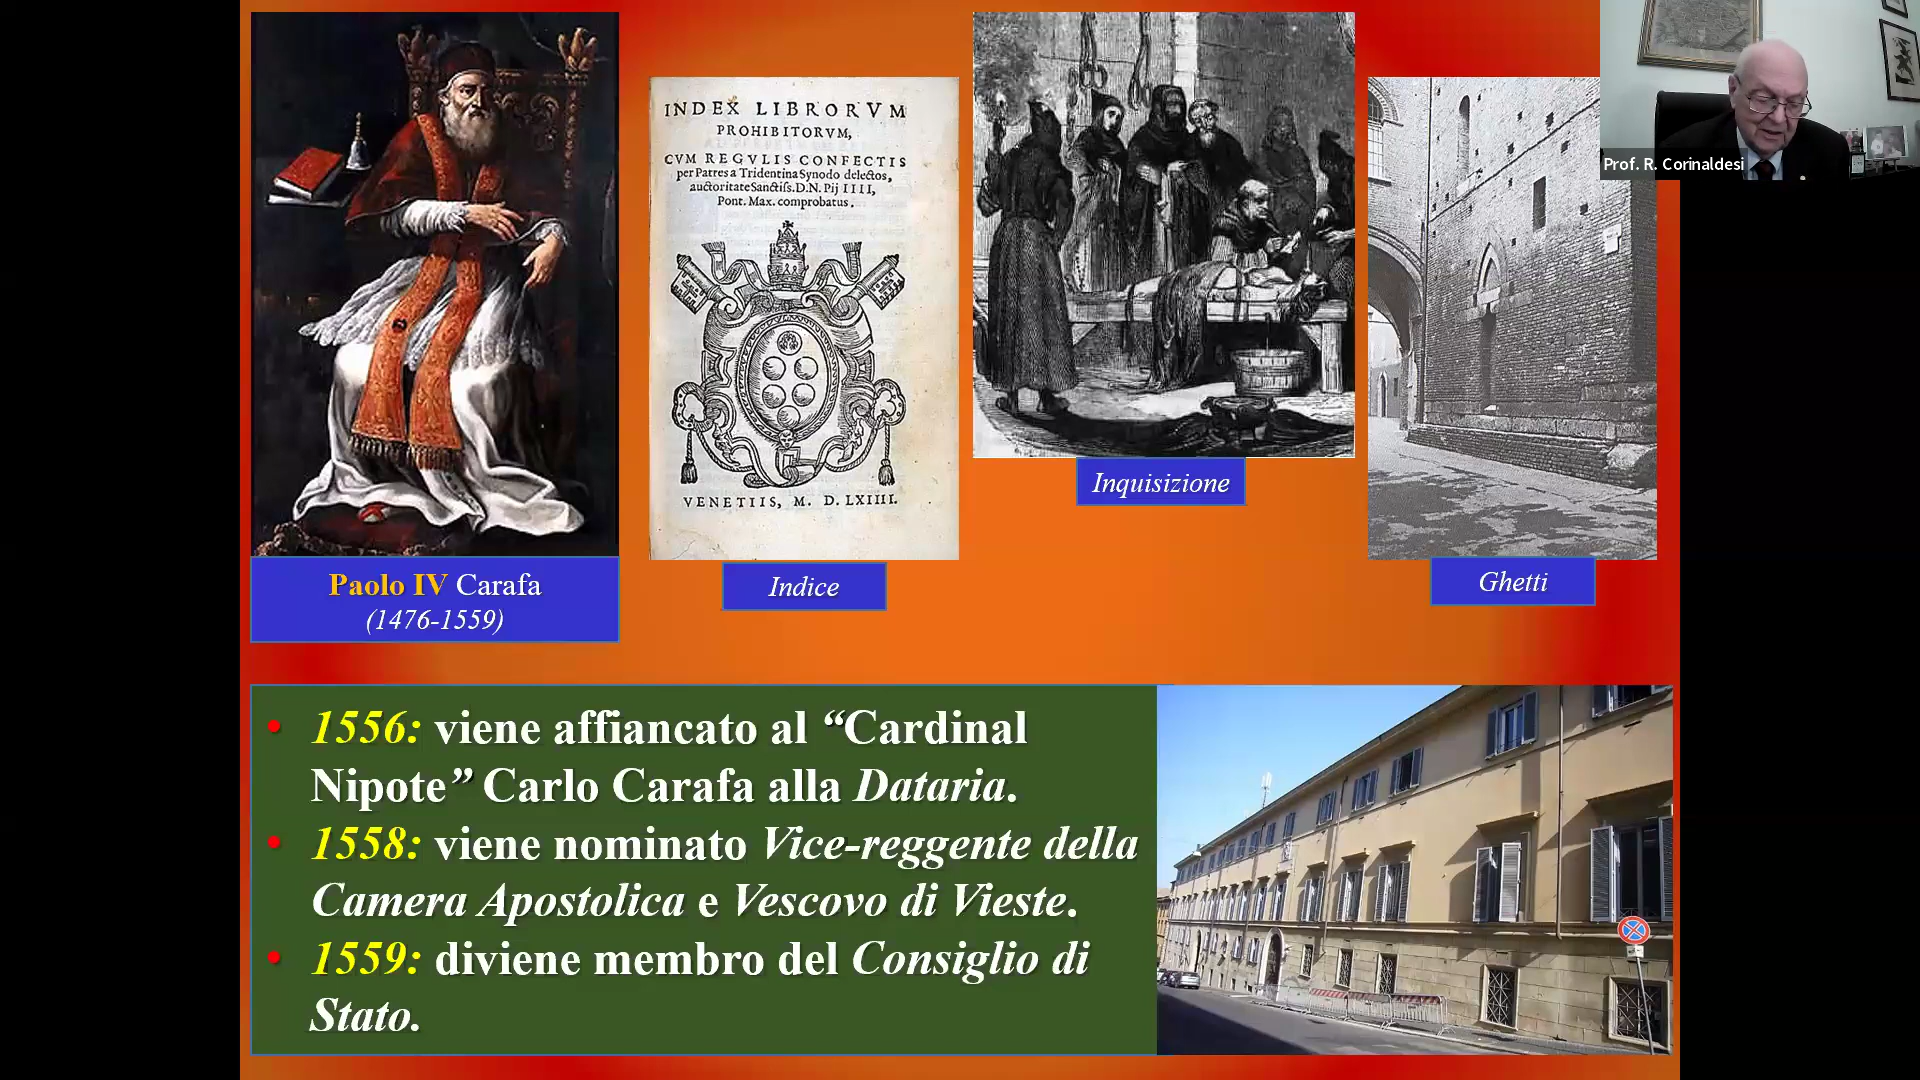 INDEX LIBRORVM
PROHIBITORVM,
CVM REGVLIS CONFECTIS
per Patres a Tridentina Synodo delectos,
auctoritate Sanctiss. D.N. Pij IIII,
Pont. Max. comprobatus.
VENETIIS, M. D. LXIIII.
Prof. R. Corinaldesi
Inquisizione
Paolo IV Carafa
(1476-1559)
Indice
Ghetti
• 1556: viene affiancato al “Cardinal
Nipote” Carlo Carafa alla Dataria.
• 1558: viene nominato Vice-reggente della
Camera Apostolica e Vescovo di Vieste.
• 1559: diviene membro del Consiglio di
Stato.